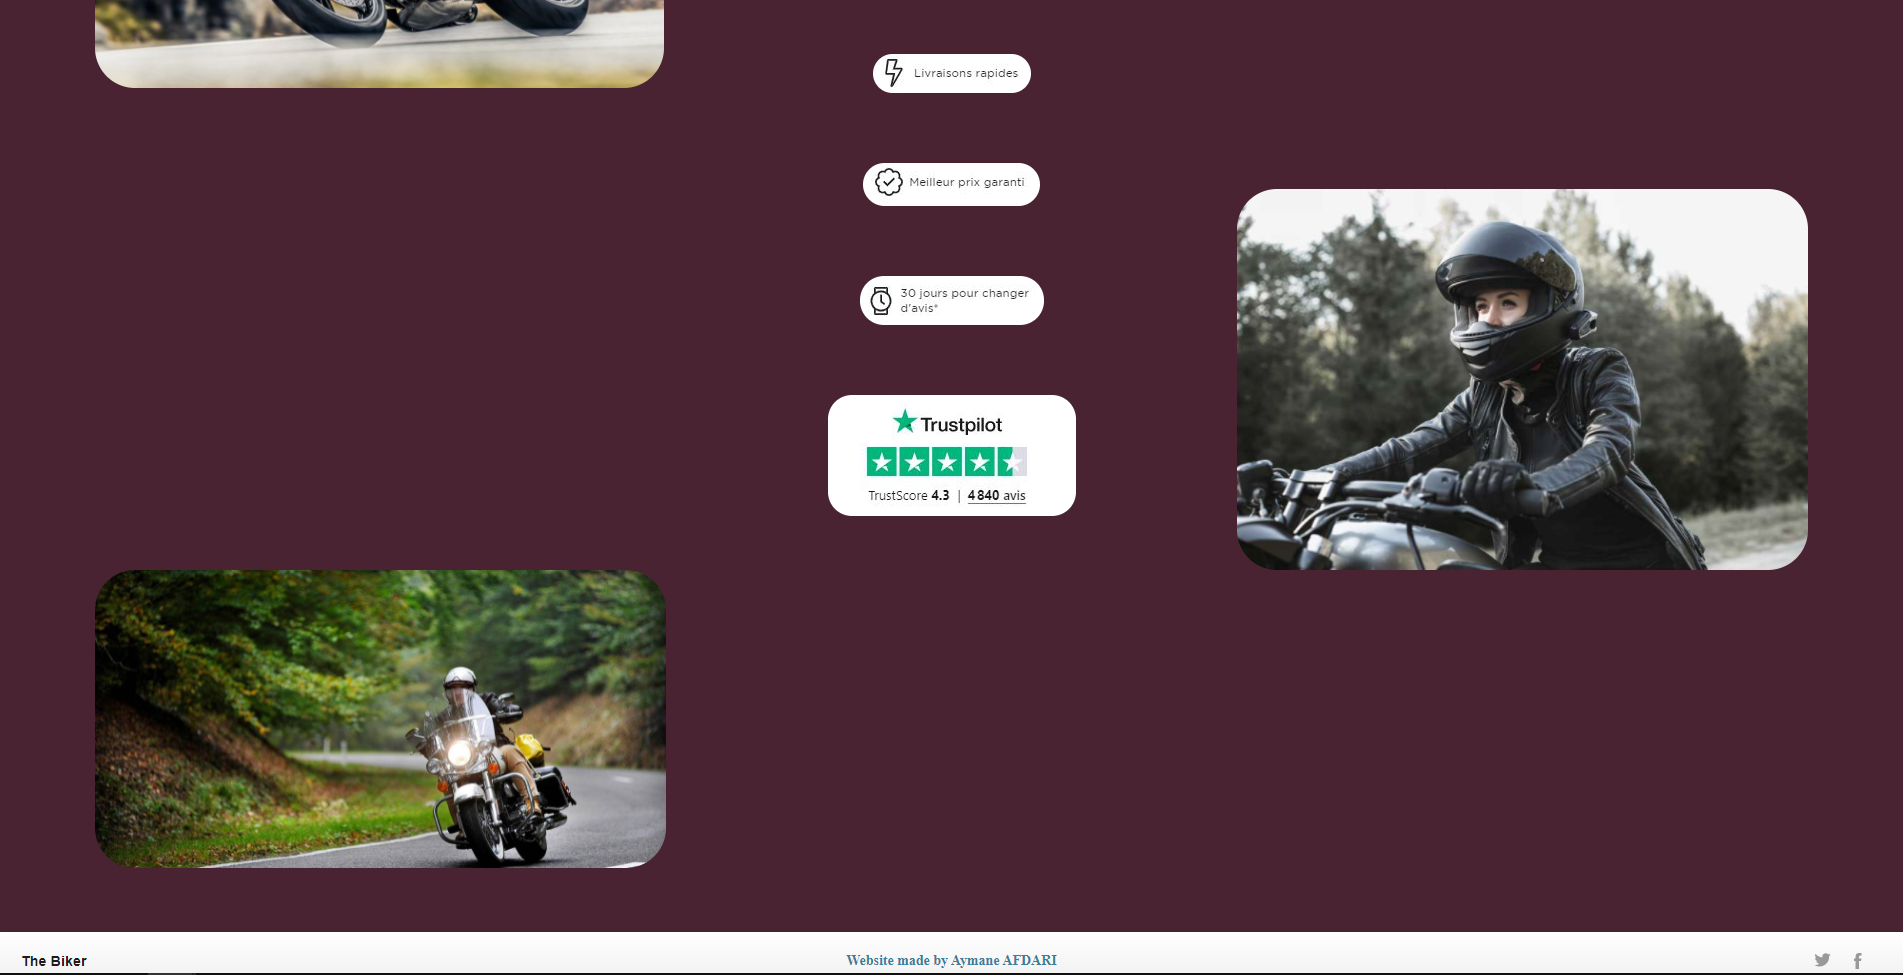 Livraisons rapides
Meilleur prix garanti
30 jours pour changer
d'avis*
Trustpilot
TrustScore 4.3 | 4 840 avis
The Biker
Website made by Aymane AFDARI